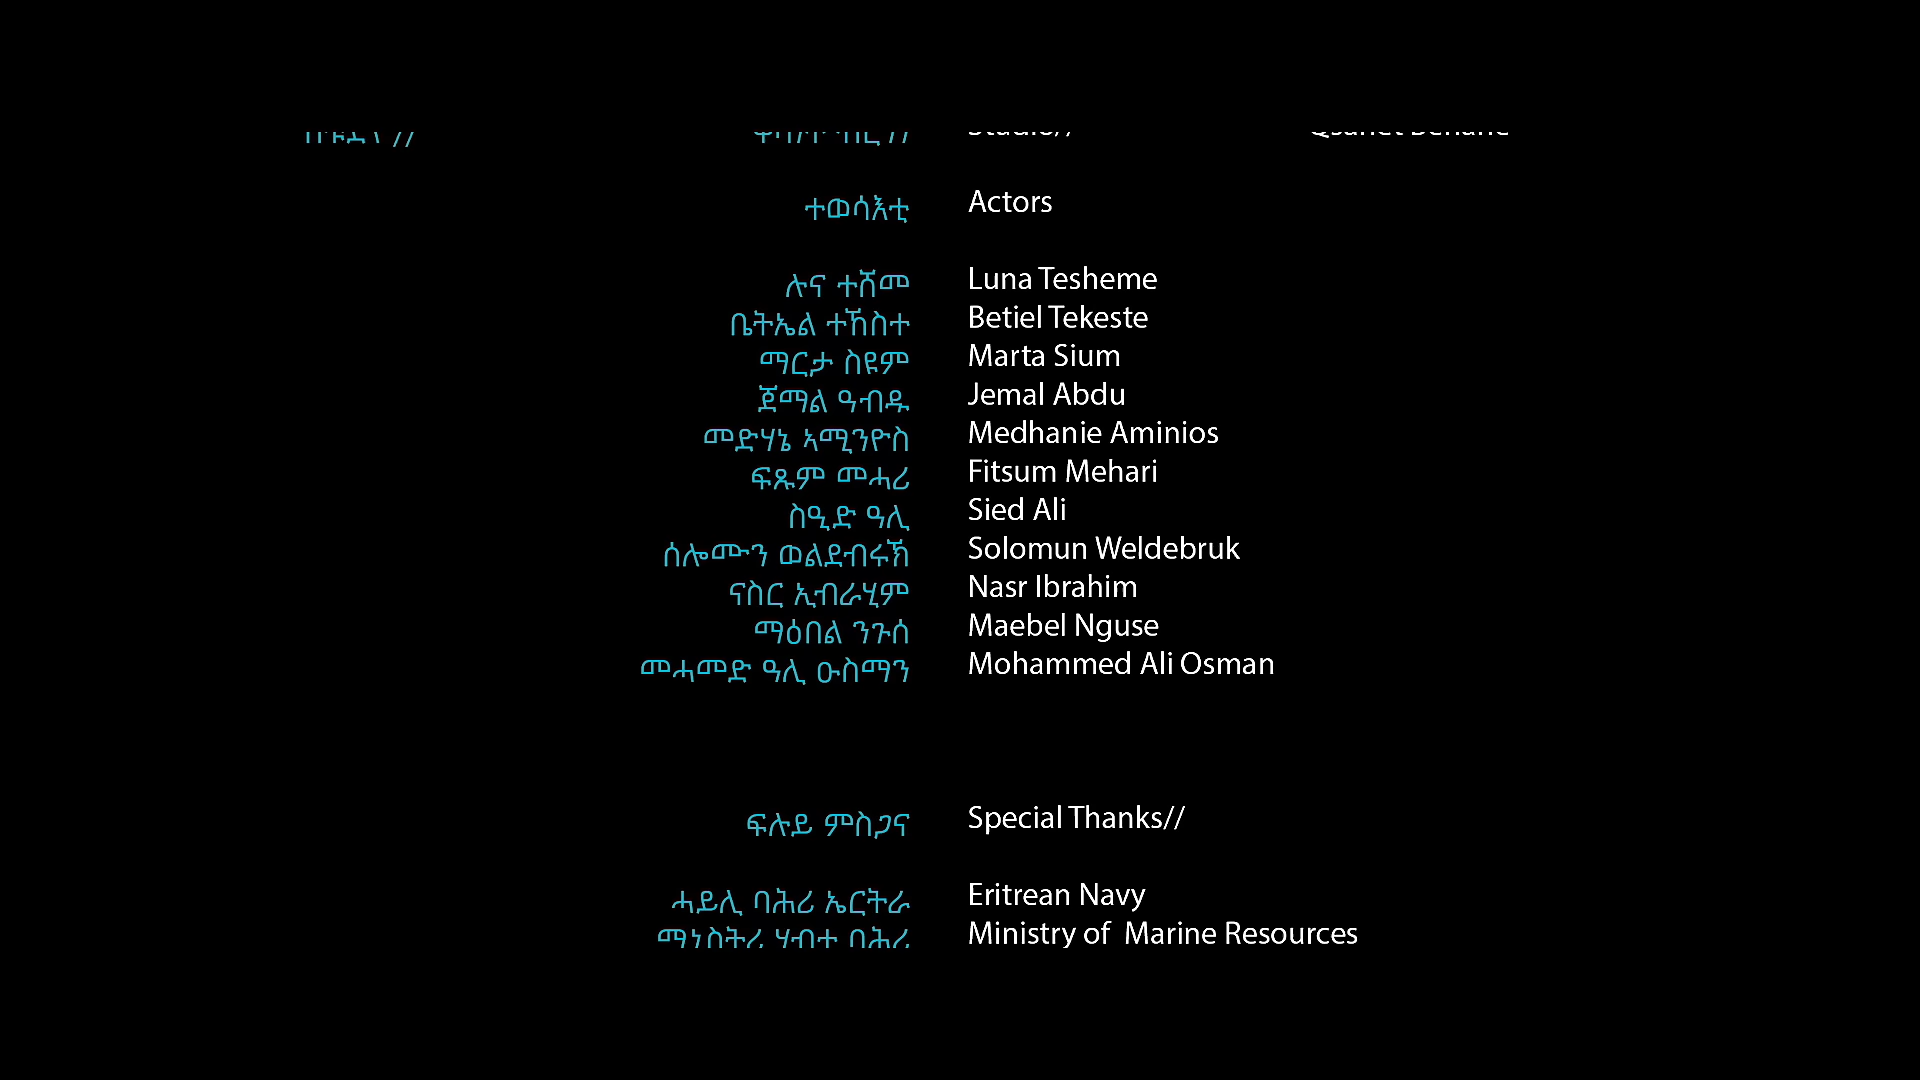 ተወሳእቲ Actors
ሉና ተሸመ Luna Tesheme
ቤትኤል ተኸስተ Betiel Tekeste
ማርታ ስዩም Marta Sium
ጀማል ዓብዱ Jemal Abdu
መድሃኔ ኣሚንዮስ Medhanie Aminios
ፍጹም መሓሪ Fitsum Mehari
ስዒድ ዓሊ Sied Ali
ሰሎሙን ወልደብሩኽ Solomun Weldebruk
ናስር ኢብራሂም Nasr Ibrahim
ማዕበል ንጉሰ Maebel Nguse
መሓመድ ዓሊ ዑስማን Mohammed Ali Osman
ፍሉይ ምስጋና Special Thanks//
ሓይሊ ባሕሪ ኤርትራ Eritrean Navy
ሃብቲ ባሕሪ Ministry of Marine Resources